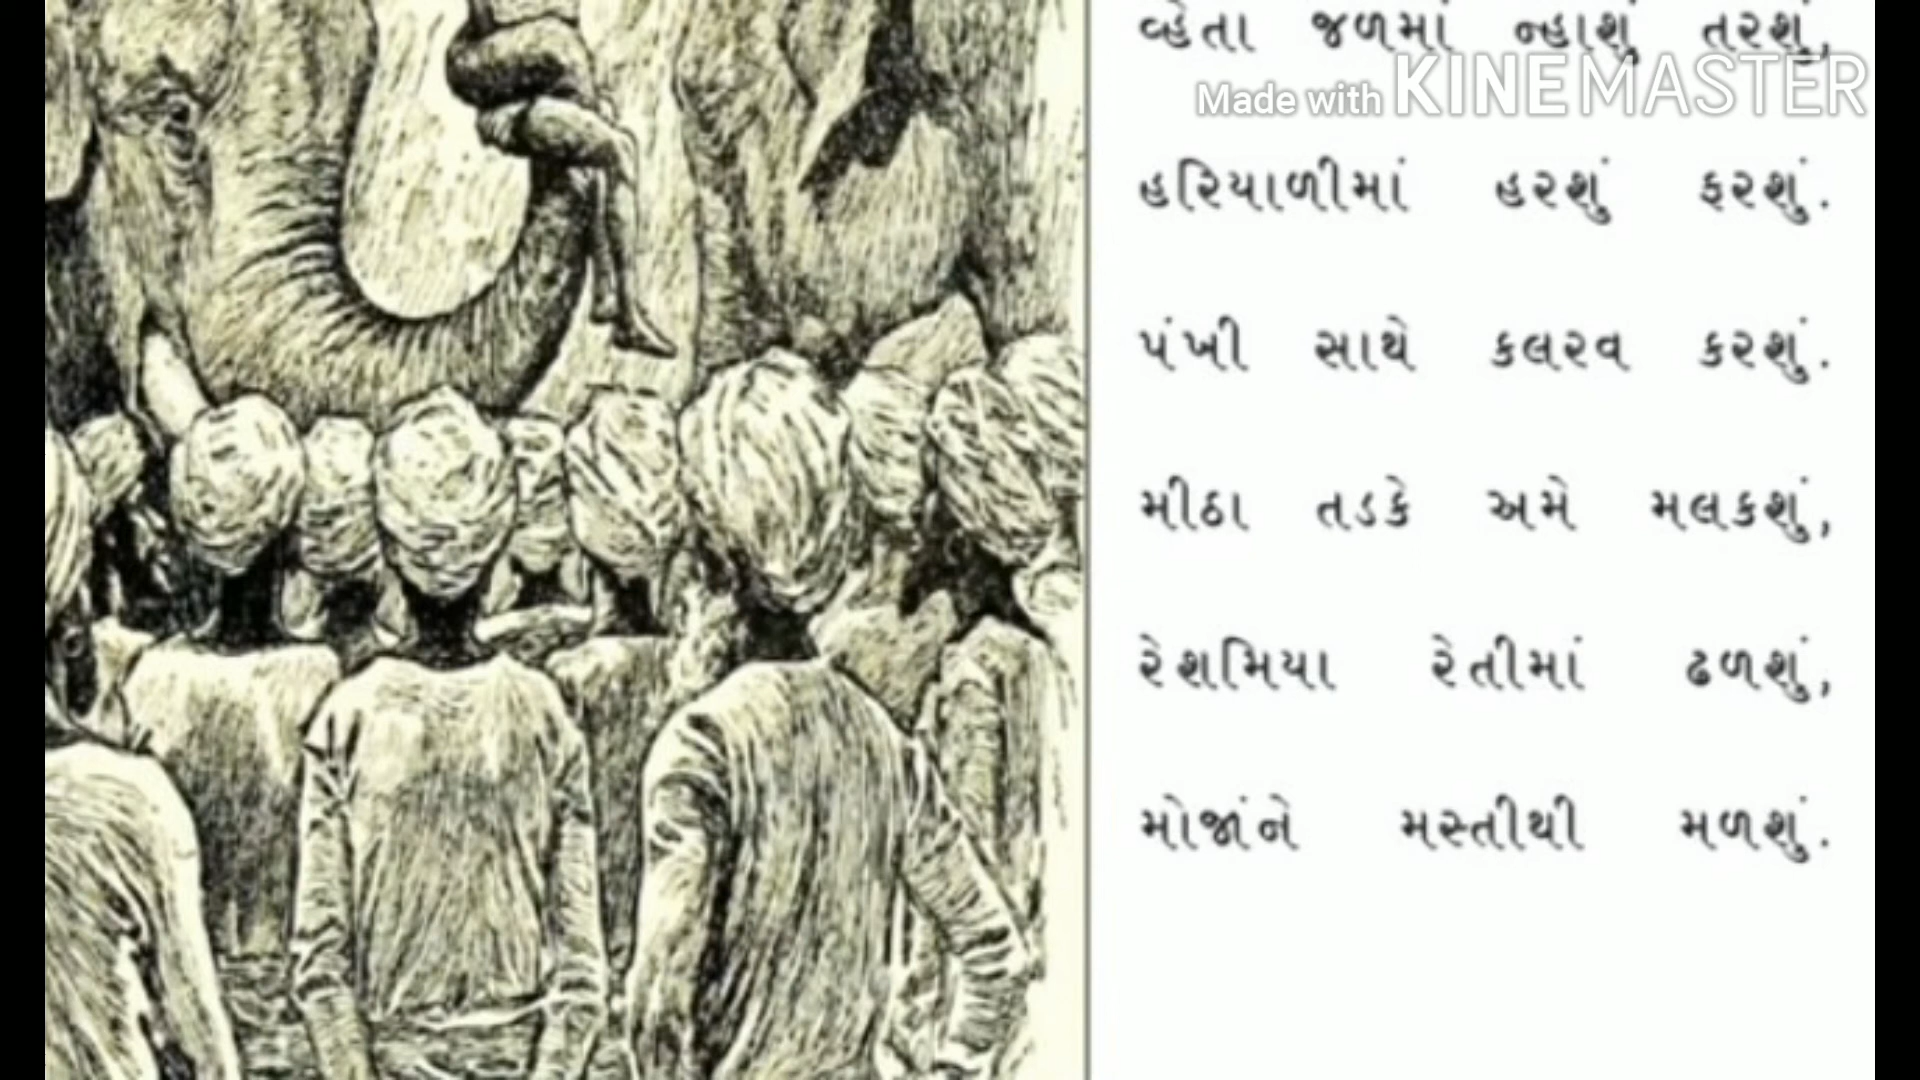 વ્હેતા જળમાં ન્હાશું તરશું,
Made with KINEMASTER
હરિયાળીમાં હરશું ફરશું.
પંખી સાથે કલરવ કરશું.
મીઠા તડકે અમે મલકશું,
રેશમિયા રેતીમાં ઢળશું,
મોજાંને મસ્તીથી મળશું.